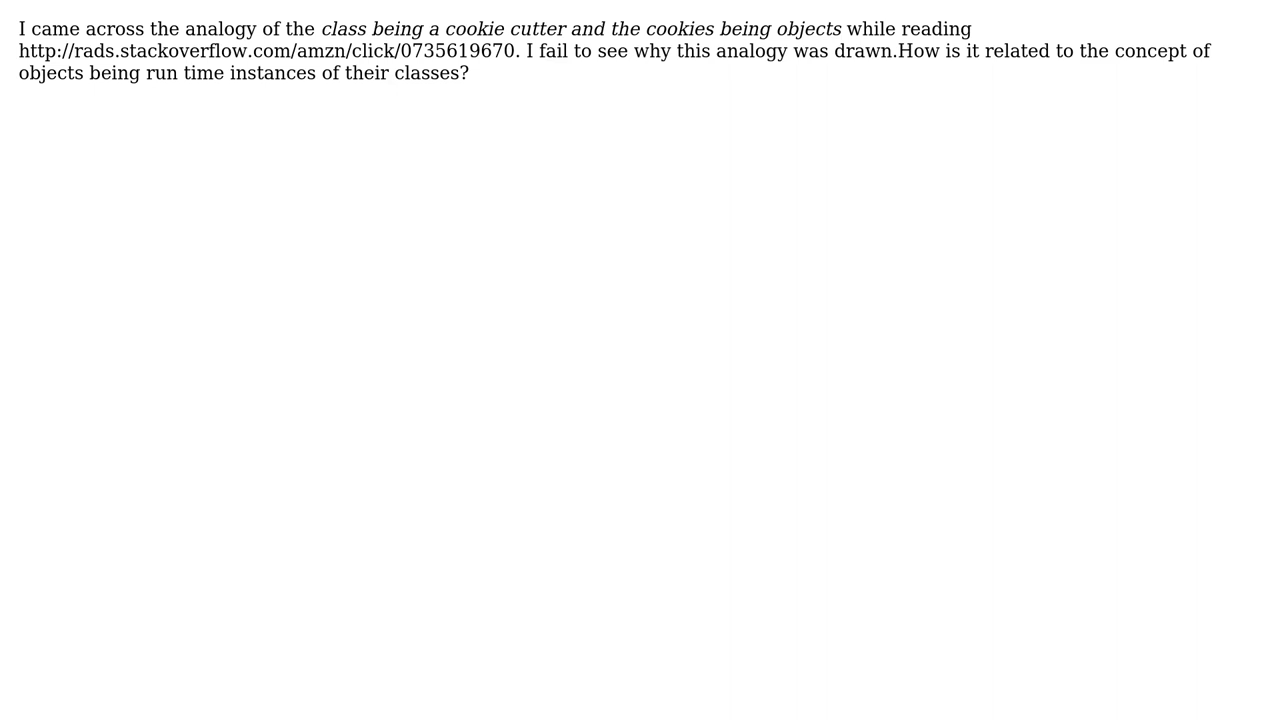 I came across the analogy of the class being a cookie cutter and the cookies being objects while reading
http://rads.stackoverflow.com/amzn/click/0735619670. I fail to see why this analogy was drawn.How is it related to the concept of
objects being run time instances of their classes?